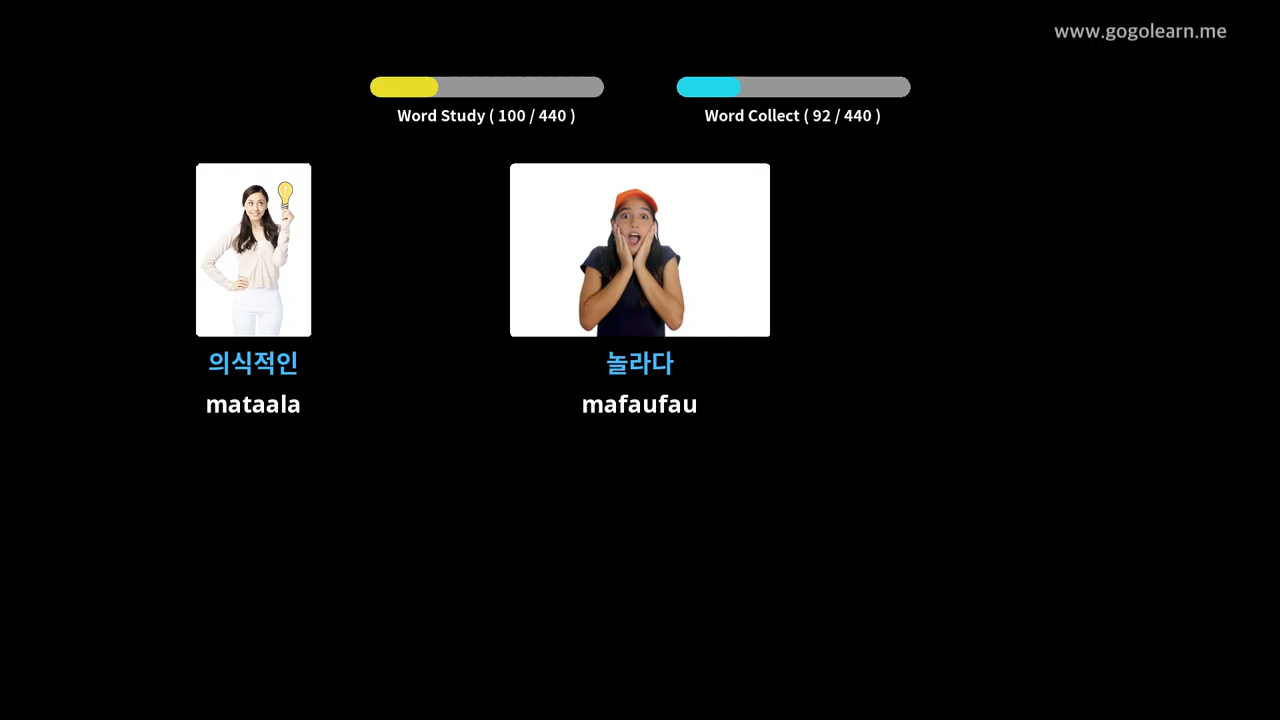 www.gogolearn.me
Word Study ( 100 / 440 )
Word Collect ( 92 / 440 )
의식적인
놀라다
mataala
mafaufau